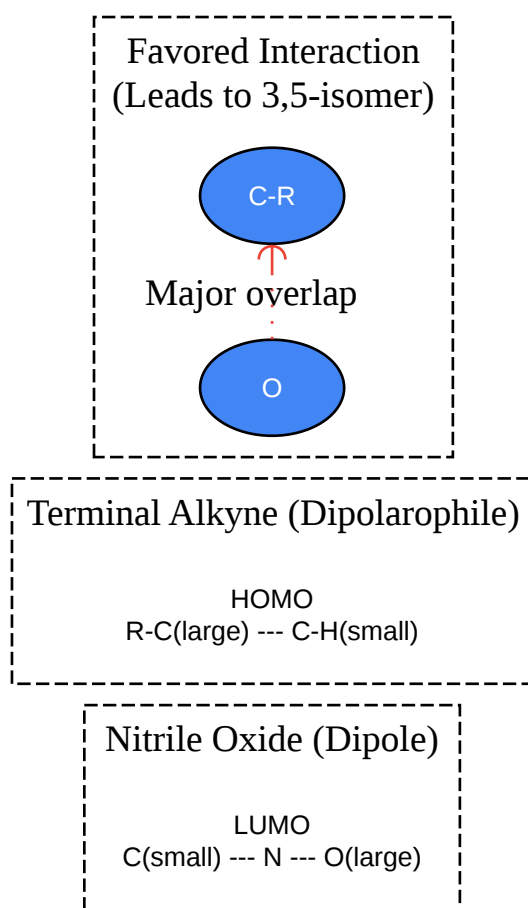 Favored Interaction
(Leads to 3,5-isomer)
C-R
Major overlap
O
Terminal Alkyne (Dipolarophile)
HOMO
R-C(large) --- C-H(small)
Nitrile Oxide (Dipole)
LUMO
C(small) --- N --- O(large)